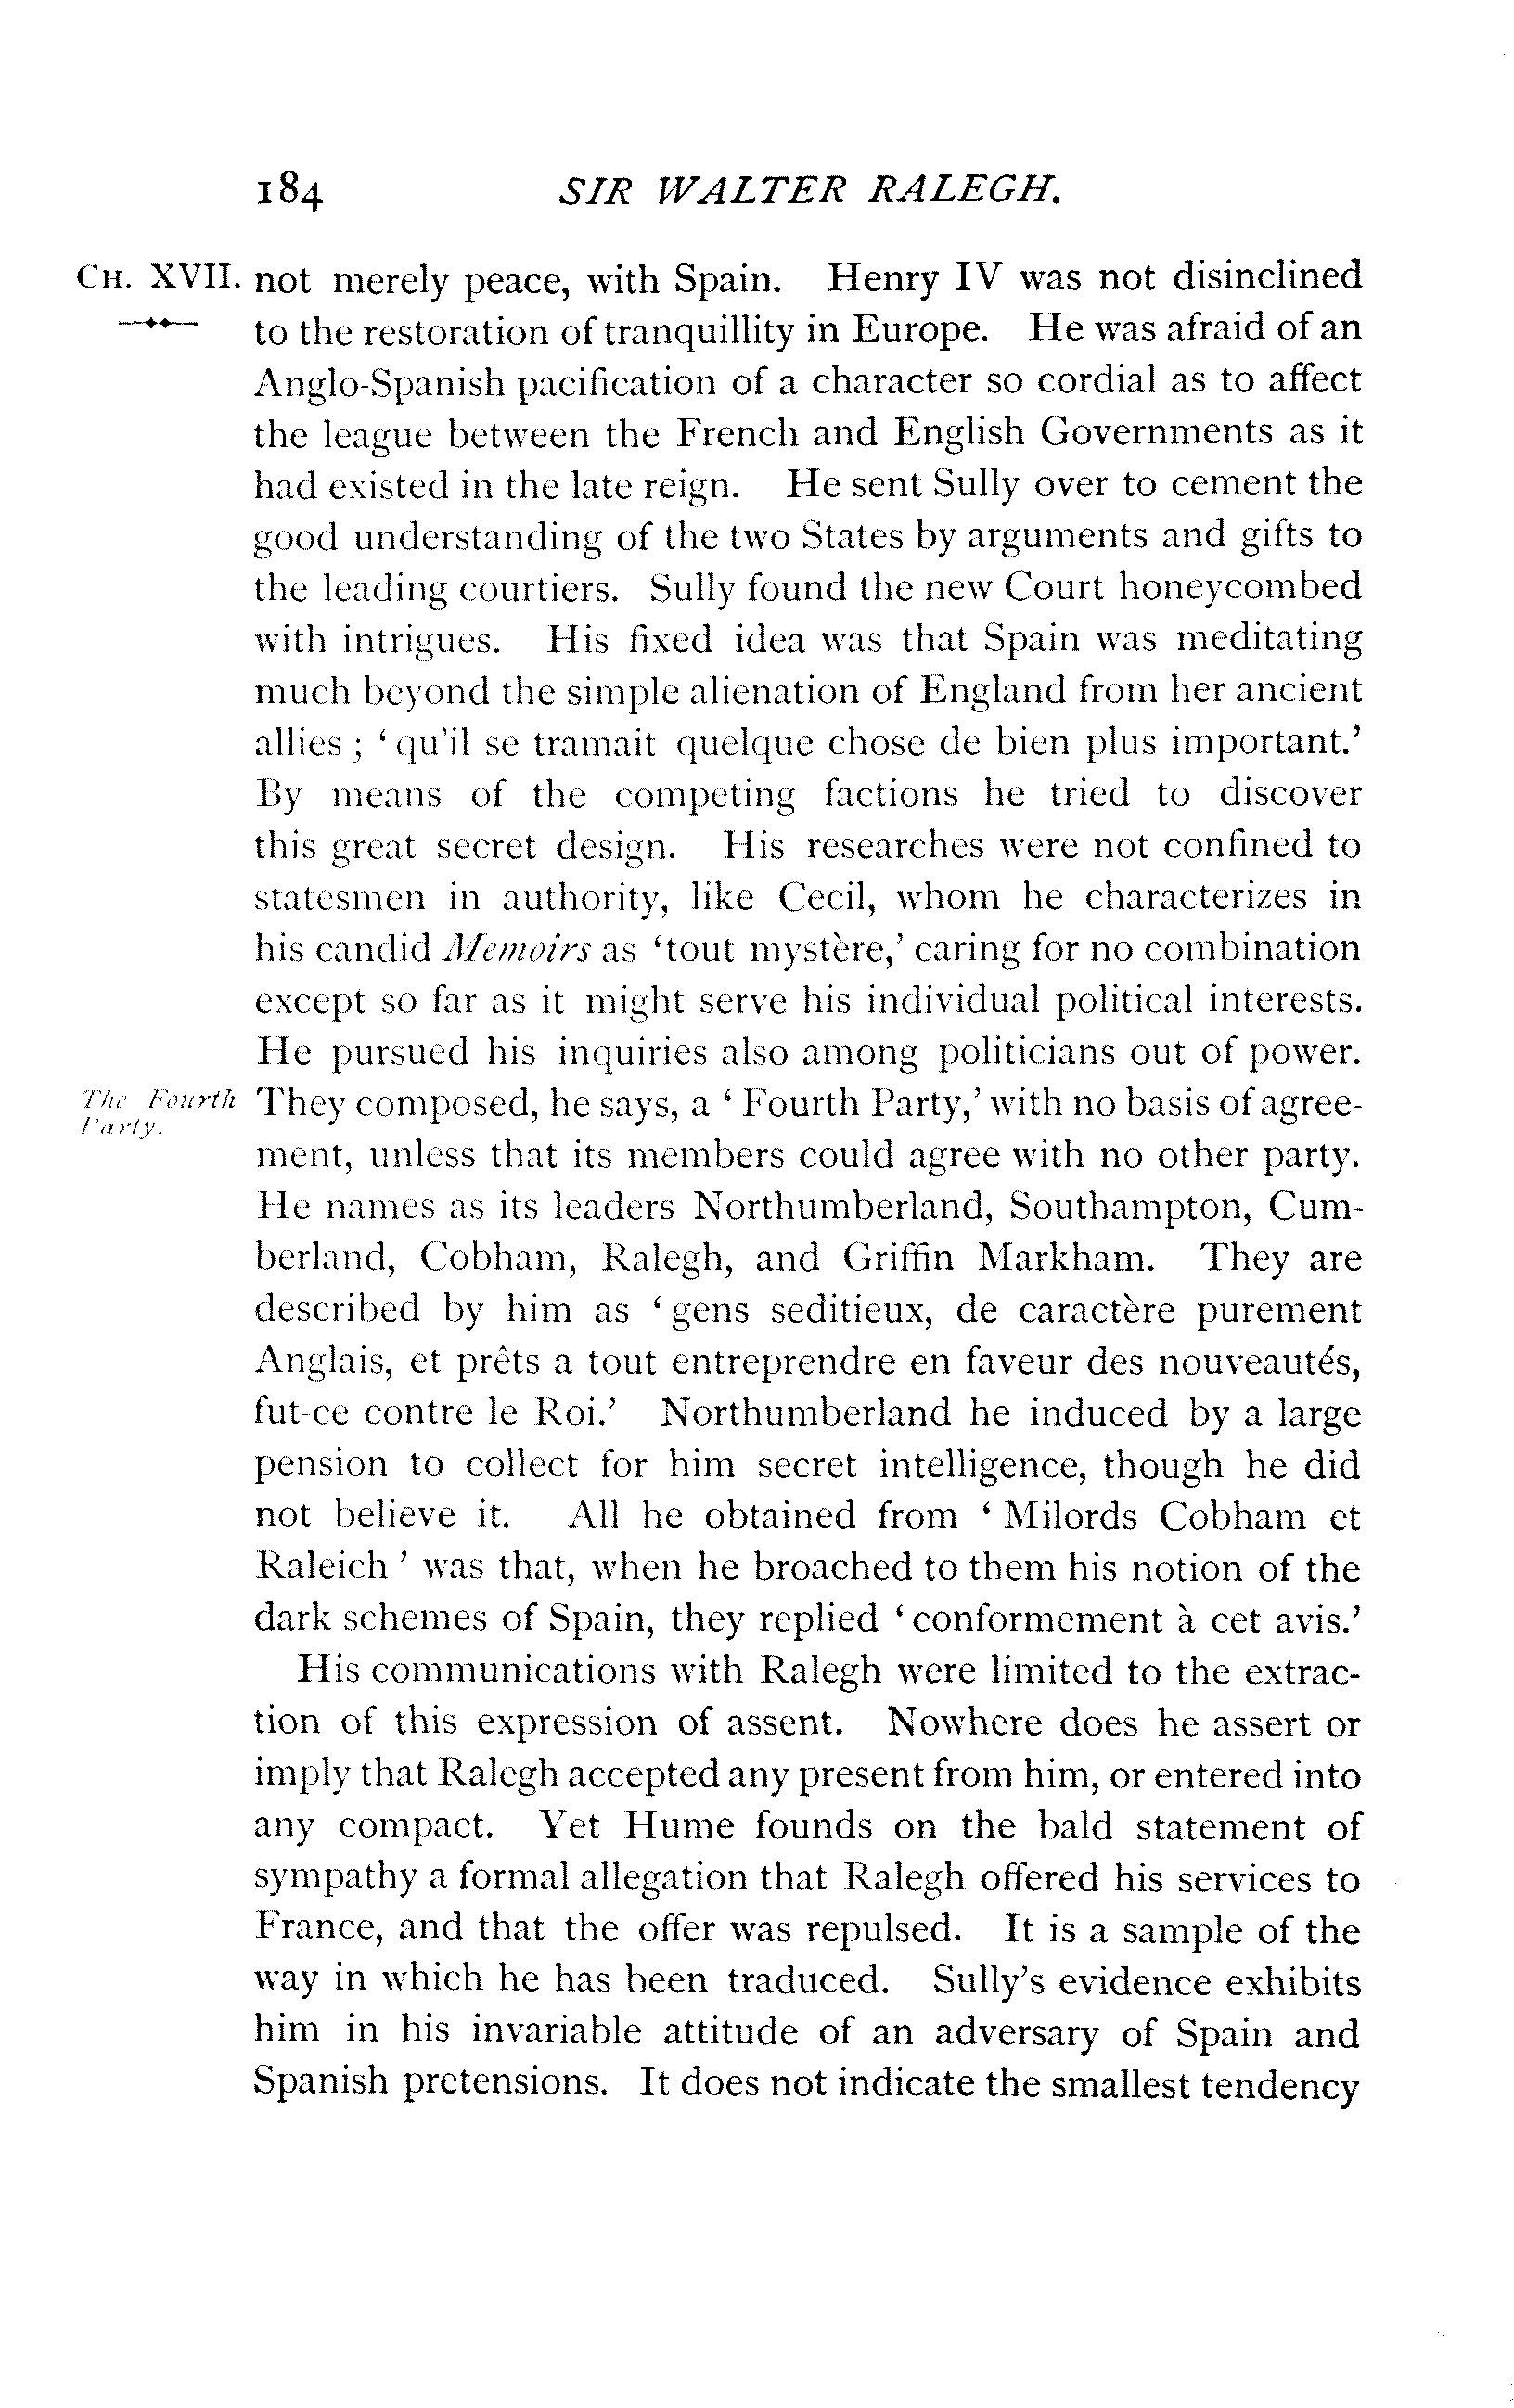 184 SIR WALTER RALEGH.
CH. XVII. not merely peace, with Spain. Henry IV was not disinclined
to the restoration of tranquillity in Europe. He was afraid of an
Anglo-Spanish pacification of a character so cordial as to affect
the league between the French and English Governments as it
had existed in the late reign. He sent Sully over to cement the
good understanding of the two States by arguments and gifts to
the leading courtiers. Sully found the new Court honeycombed
with intrigues. His fixed idea was that Spain was meditating
much beyond the simple alienation of England from her ancient
allies ; ‘ qu'il se tramait quelque chose de bien plus important.’
By means of the competing factions he tried to discover
this great secret design. His researches were not confined to
statesmen in authority, like Cecil, whom he characterizes in
his candid Memoirs as ‘tout mystère,’ caring for no combination
except so far as it might serve his individual political interests.
He pursued his inquiries also among politicians out of power.
The Fourth Party.
They composed, he says, a ‘ Fourth Party,’ with no basis of agree-
ment, unless that its members could agree with no other party.
He names as its leaders Northumberland, Southampton, Cum-
berland, Cobham, Ralegh, and Griffin Markham. They are
described by him as ‘ gens seditieux, de caractère purement
Anglais, et prêts a tout entreprendre en faveur des nouveautés,
fut-ce contre le Roi.’ Northumberland he induced by a large
pension to collect for him secret intelligence, though he did
not believe it. All he obtained from ‘ Milords Cobham et
Raleich ’ was that, when he broached to them his notion of the
dark schemes of Spain, they replied ‘ conformement à cet avis.’
His communications with Ralegh were limited to the extrac-
tion of this expression of assent. Nowhere does he assert or
imply that Ralegh accepted any present from him, or entered into
any compact. Yet Hume founds on the bald statement of
sympathy a formal allegation that Ralegh offered his services to
France, and that the offer was repulsed. It is a sample of the
way in which he has been traduced. Sully's evidence exhibits
him in his invariable attitude of an adversary of Spain and
Spanish pretensions. It does not indicate the smallest tendency